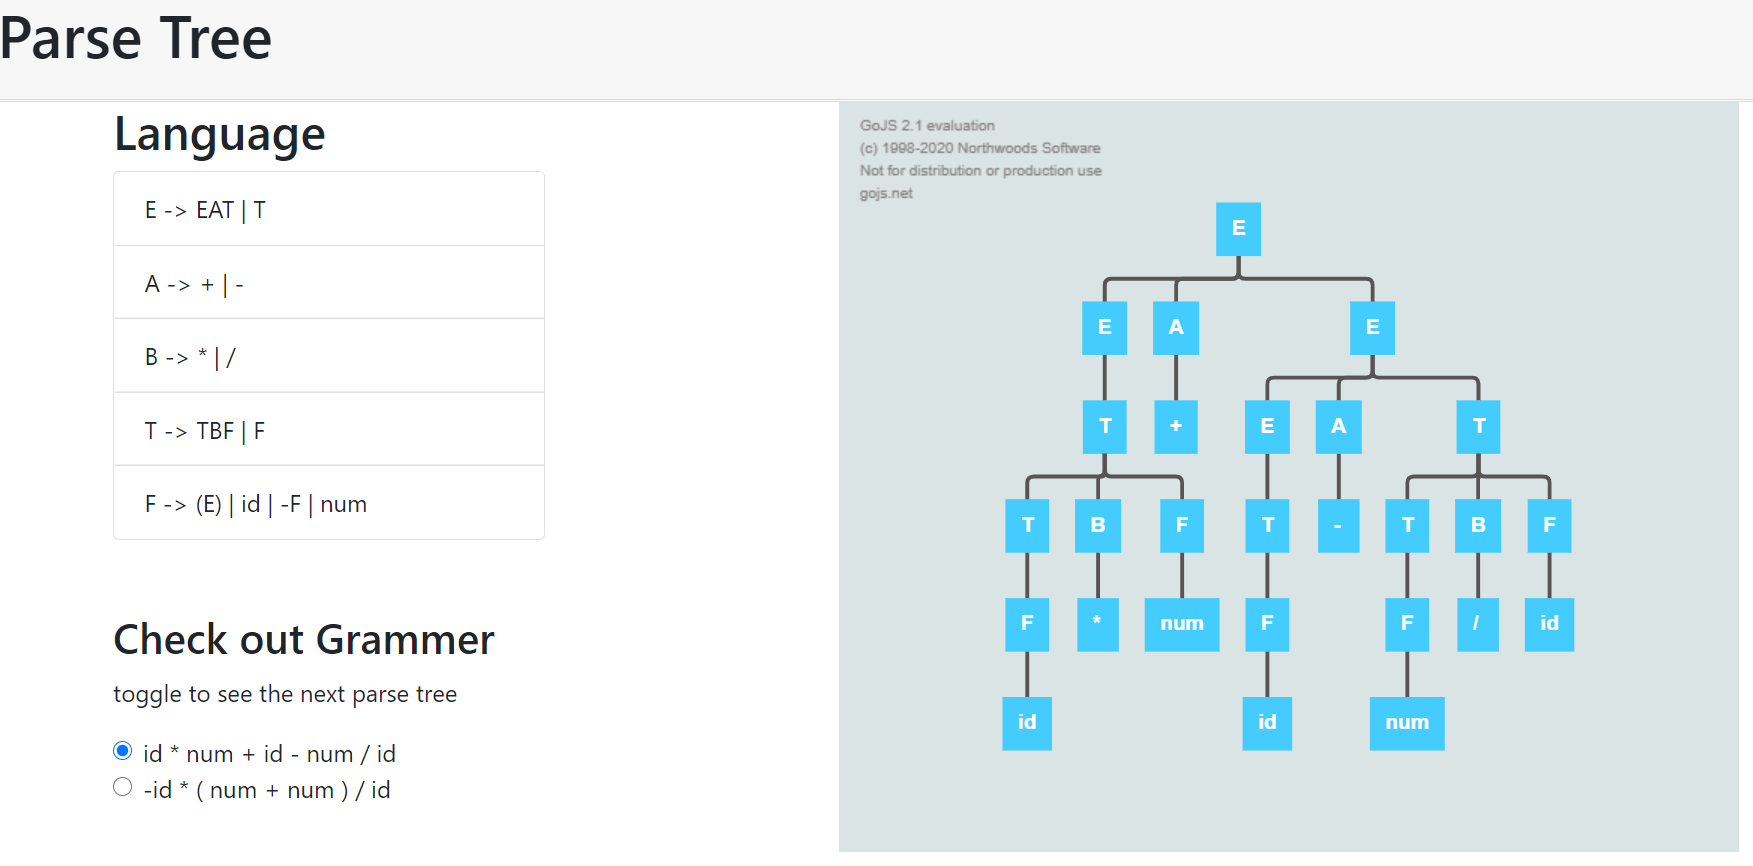 Parse Tree
Language
E -> EAT | T
A -> + | -
B -> * | /
T -> TBF | F
F -> (E) | id | -F | num
Check out Grammer
toggle to see the next parse tree
id * num + id - num / id
-id * ( num + num ) / id
GoJS 2.1 evaluation
(c) 1998-2020 Northwoods Software
Not for distribution or production use
gojs.net
E
E A E
T + E A T
T B F T - T B F
F * num F F / id
id id num